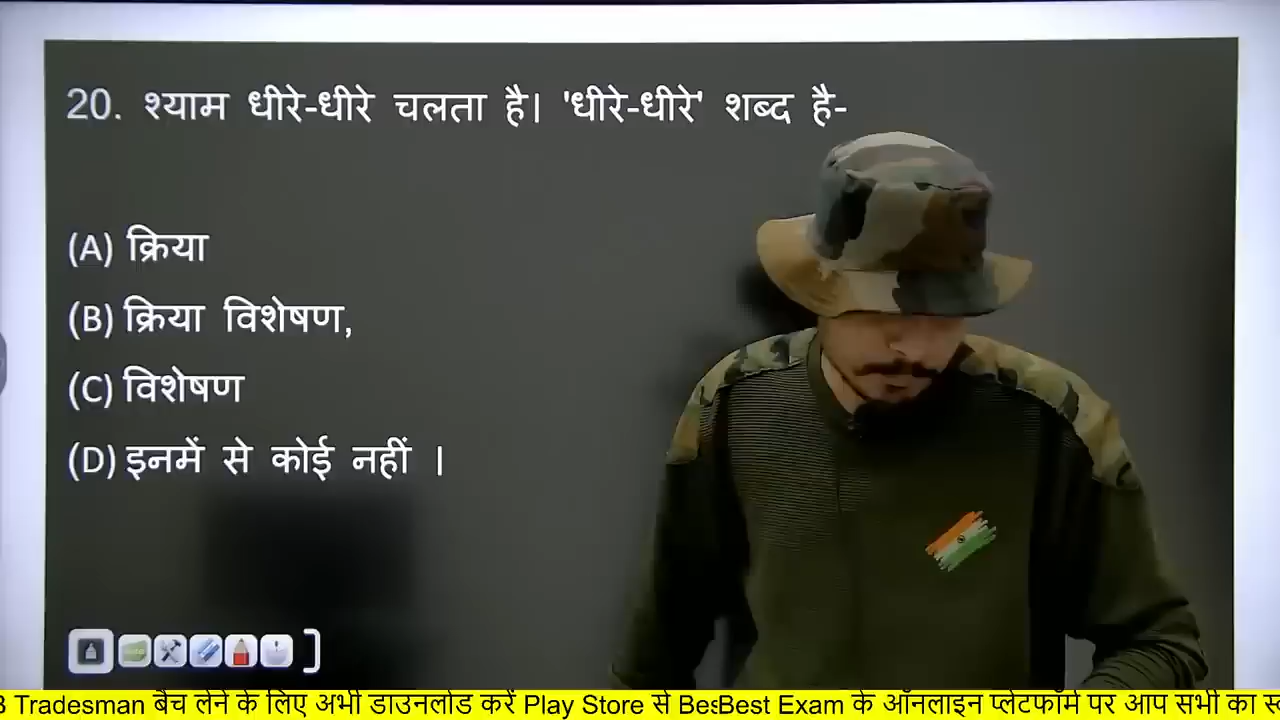 20. श्याम धीरे-धीरे चलता है। 'धीरे-धीरे' शब्द है-
(A) क्रिया
(B) क्रिया विशेषण,
(C) विशेषण
(D) इनमें से कोई नहीं ।
Tradesman बैच लेने के लिए अभी डाउनलोड करें Play Store से Best Exam के ऑनलाइन प्लेटफॉर्म पर आप सभी का